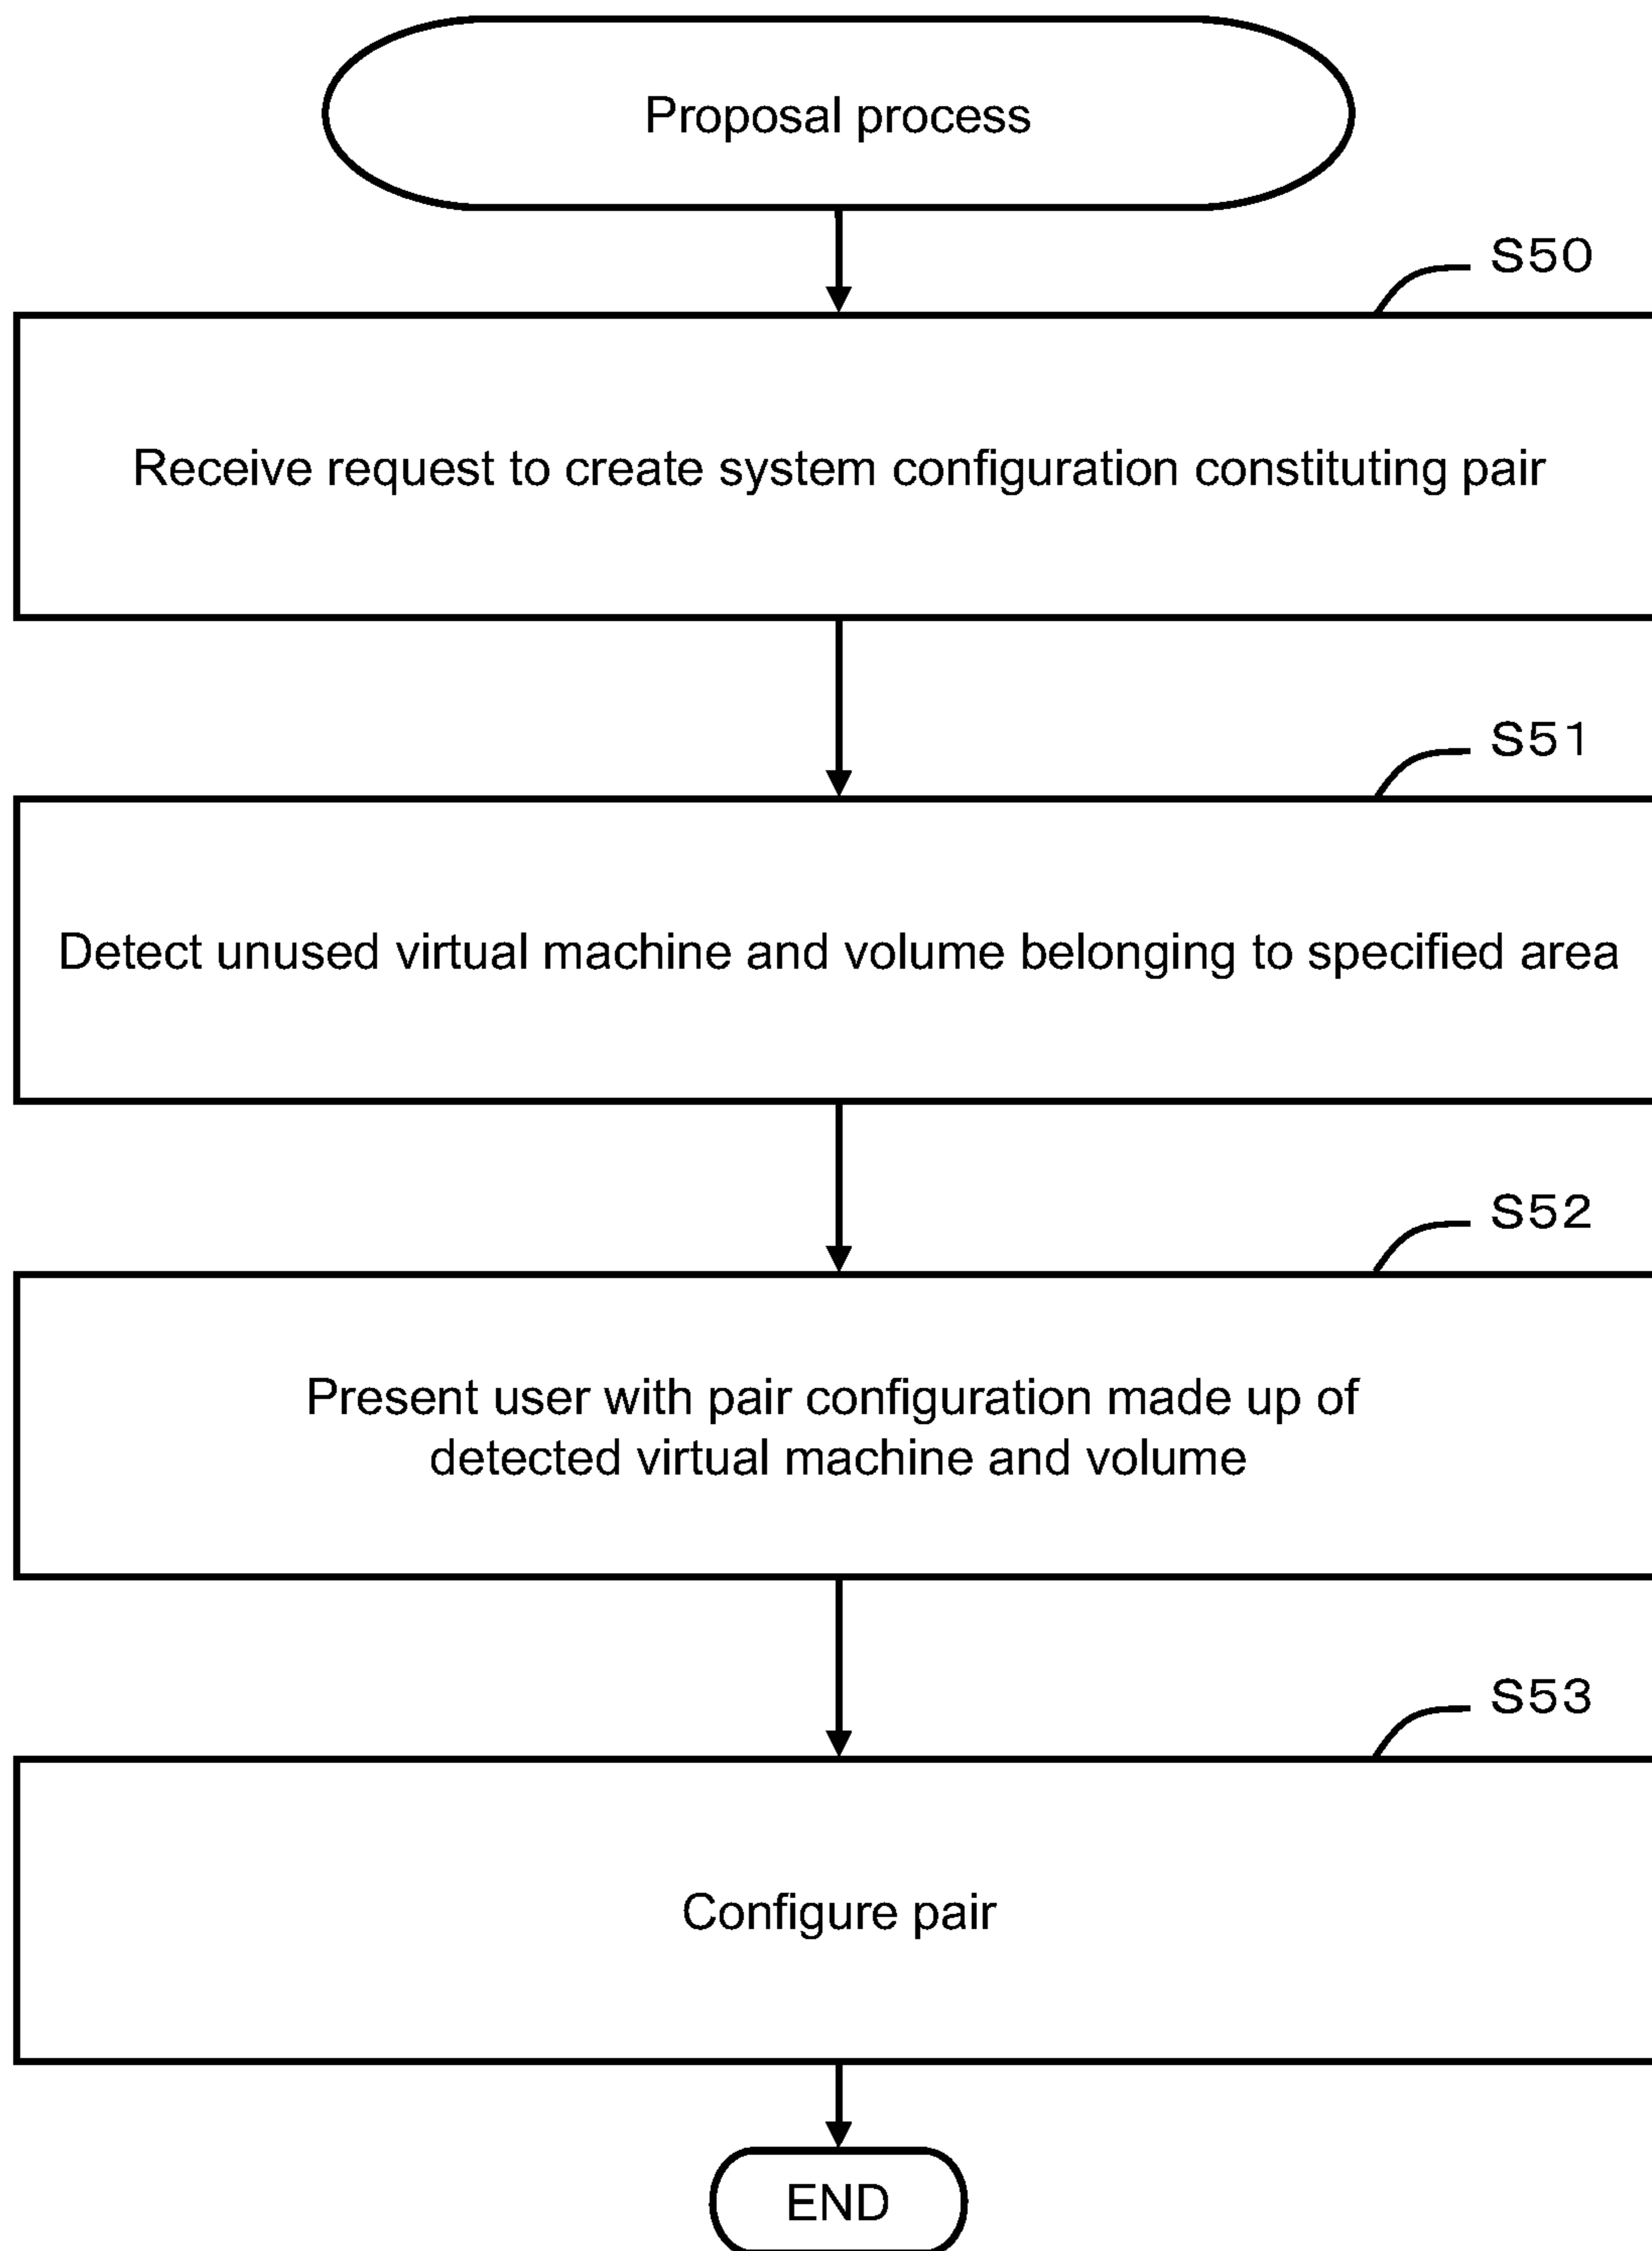 Proposal process
S50
Receive request to create system configuration constituting pair
S51
Detect unused virtual machine and volume belonging to specified area
S52
Present user with pair configuration made up of
detected virtual machine and volume
S53
Configure pair
END